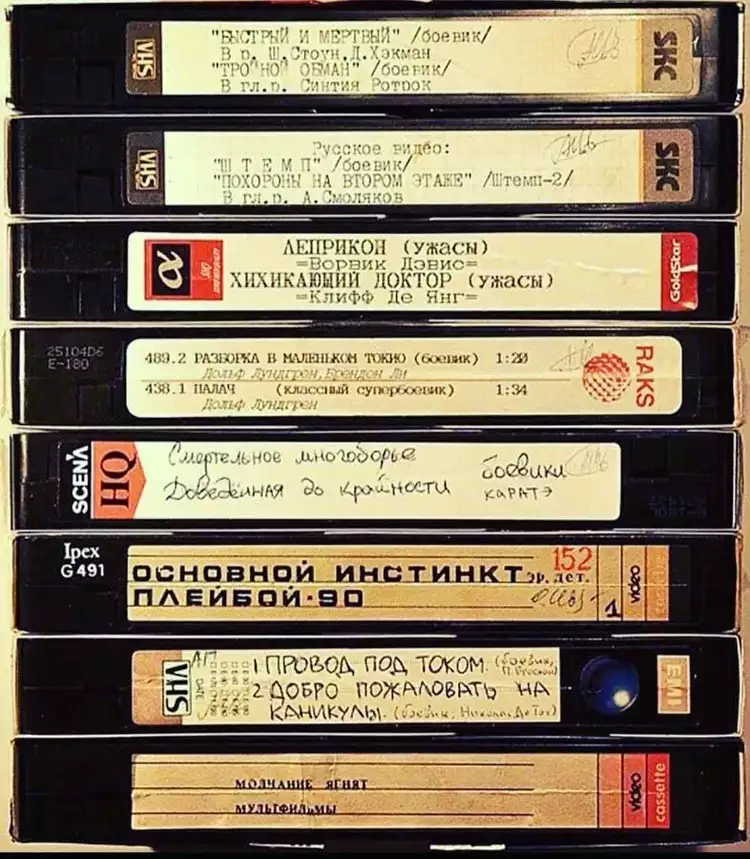 VHS
"БЫСТРЫЙ И МЕРТВЫЙ" /боевик/
В р. Ш.Стоун,Д.Хэкман
"ТРОЙНОЙ ОБМАН" /боевик/
В гл.р. Синтия Ротрок
SKC
VHS
Русское видео:
"Ш Т Е М П" /боевик/
"ПОХОРОНЫ НА ВТОРОМ ЭТАЖЕ" /Штемп-2/
В гл.р. А.Смоляков
SKC
α
ЛЕПРИКОН (ужасы)
=Ворвик Дэвис=
ХИХИКАЮЩИЙ ДОКТОР (ужасы)
=Клифф Де Янг=
GoldStar
25104D6
E-180
489.2 РАЗБОРКА В МАЛЕНЬКОМ ТОКИО (боевик) 1:20
Дольф Лундгрен,Брендон Ли
438.1 ПАЛАЧ (классный супербоевик) 1:34
Дольф Лундгрен
RAKS
SCENA
HQ
Смертельное многоборье
Доведённая до крайности
боевики
каратэ
Ipex
G 491
ОСНОВНОЙ ИНСТИНКТ эр. дет.
ПЛЕЙБОЙ·90
152
1
video
VHS
1 ПРОВОД ПОД ТОКОМ. (боевик,
2 ДОБРО ПОЖАЛОВАТЬ НА
КАНИКУЛЫ. (боевик,
EMI
МОЛЧАНИЕ ЯГНЯТ
МУЛЬТФИЛЬМЫ
video
cassette